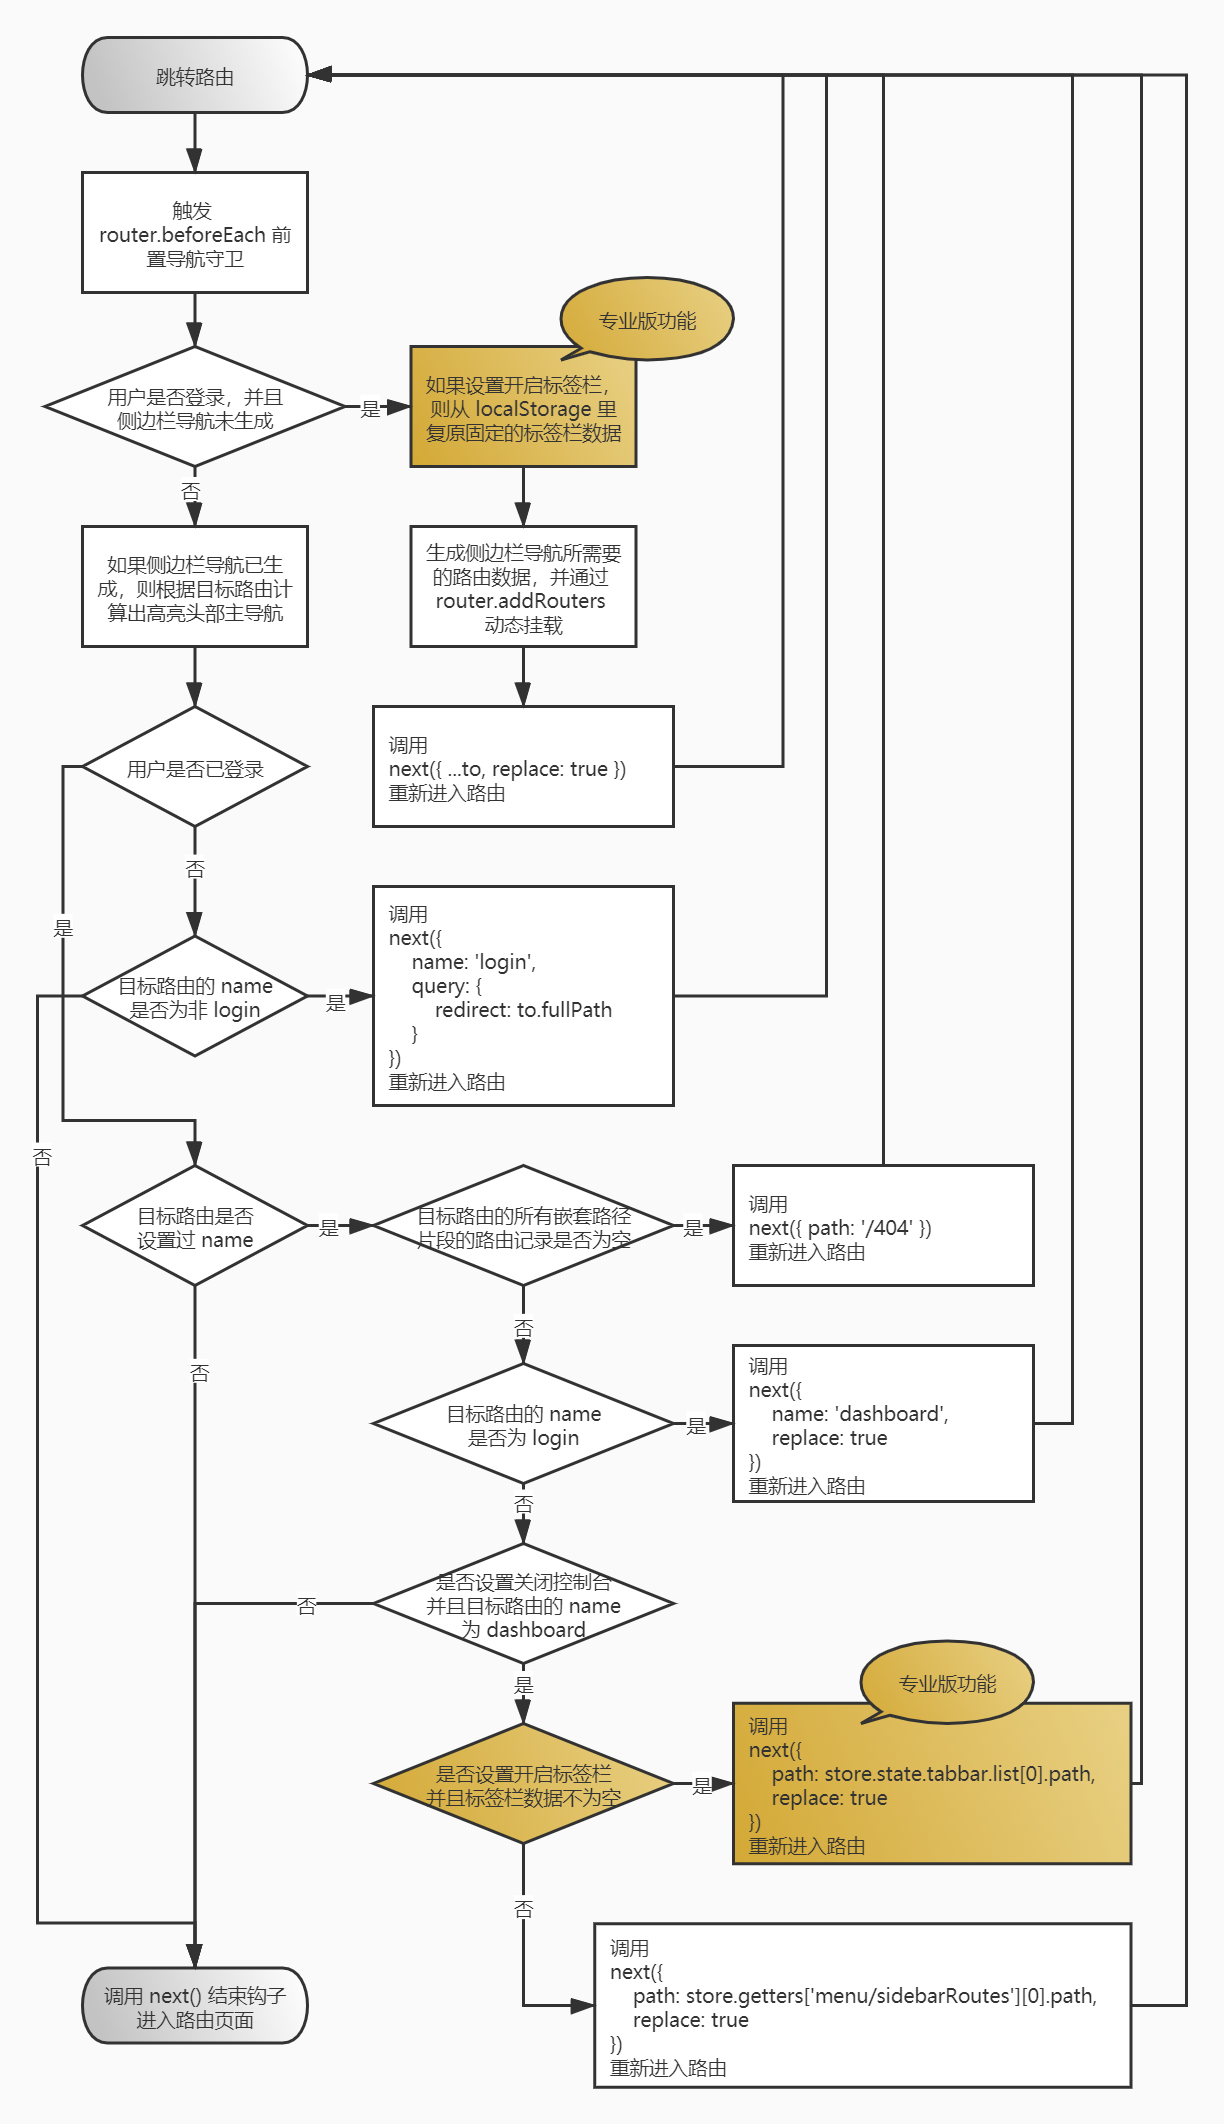 跳转路由
触发
router.beforeEach 前
置导航守卫
专业版功能
用户是否登录，并且
侧边栏导航未生成
是
如果设置开启标签栏，
则从 localStorage 里
复原固定的标签栏数据
否
如果侧边栏导航已生
成，则根据目标路由计
算出高亮头部主导航
生成侧边栏导航所需要
的路由数据，并通过
router.addRouters
动态挂载
用户是否已登录
调用
next({ ...to, replace: true })
重新进入路由
否
是
目标路由的 name
是否为非 login
是
调用
next({
name: 'login',
query: {
redirect: to.fullPath
}
})
重新进入路由
否
目标路由是否
设置过 name
是
目标路由的所有嵌套路径
片段的路由记录是否为空
是
调用
next({ path: '/404' })
重新进入路由
否
否
目标路由的 name
是否为 login
是
调用
next({
name: 'dashboard',
replace: true
})
重新进入路由
否
是否设置关闭控制台
并且目标路由的 name
为 dashboard
否
是
专业版功能
是否设置开启标签栏
并且标签栏数据不为空
是
调用
next({
path: store.state.tabbar.list[0].path,
replace: true
})
重新进入路由
否
调用
next({
path: store.getters['menu/sidebarRoutes'][0].path,
replace: true
})
重新进入路由
调用 next() 结束钩子
进入路由页面